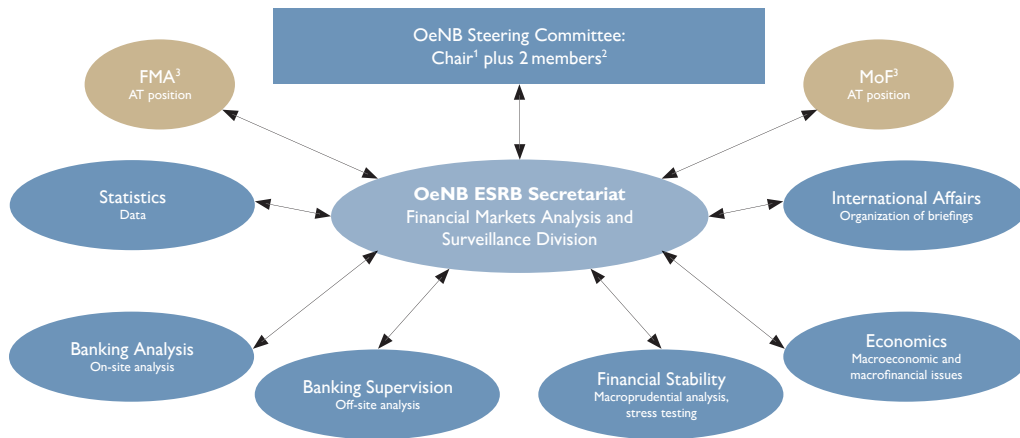 OeNB Steering Committee:
Chair¹ plus 2 members²
FMA³
AT position
MoF³
AT position
Statistics
Data
OeNB ESRB Secretariat
Financial Markets Analysis and
Surveillance Division
International Affairs
Organization of briefings
Banking Analysis
On-site analysis
Banking Supervision
Off-site analysis
Financial Stability
Macroprudential analysis,
stress testing
Economics
Macroeconomic and
macrofinancial issues